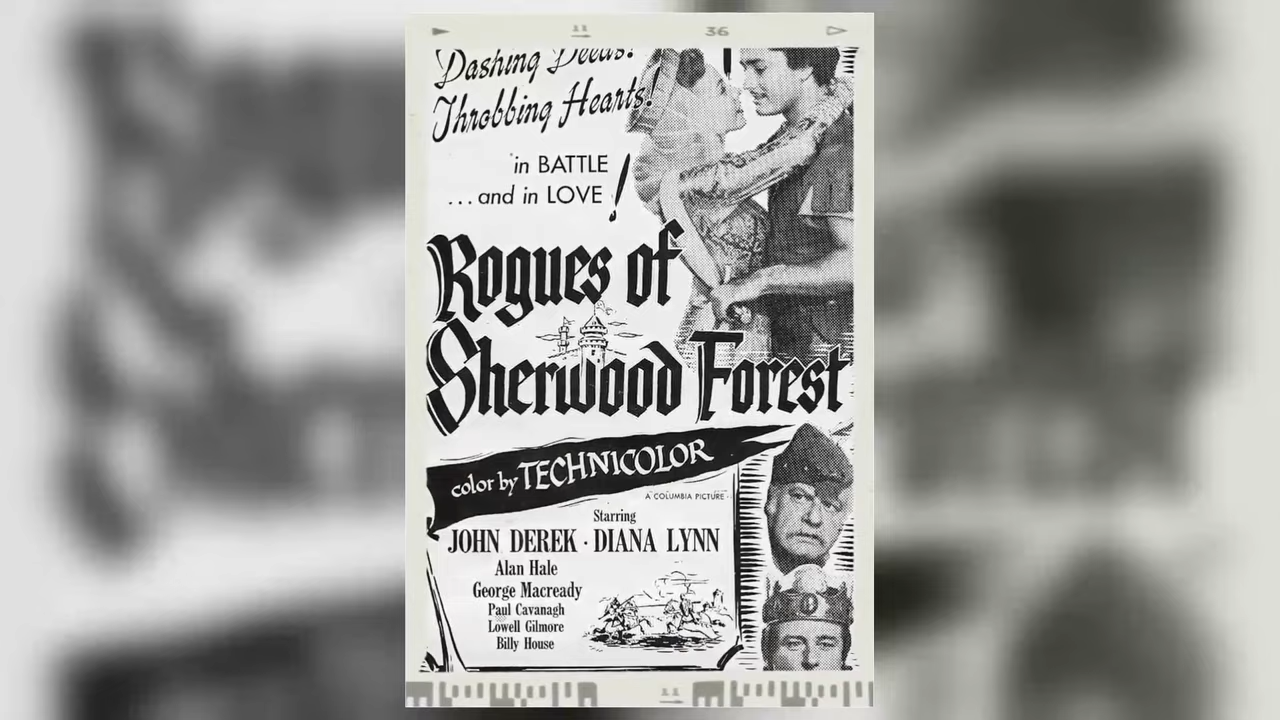 11 36
Dashing Deeds!
Throbbing Hearts!
in BATTLE
...and in LOVE!
Rogues of
Sherwood Forest
color by TECHNICOLOR
A COLUMBIA PICTURE
Starring
JOHN DEREK · DIANA LYNN
Alan Hale
George Macready
Paul Cavanagh
Lowell Gilmore
Billy House
11